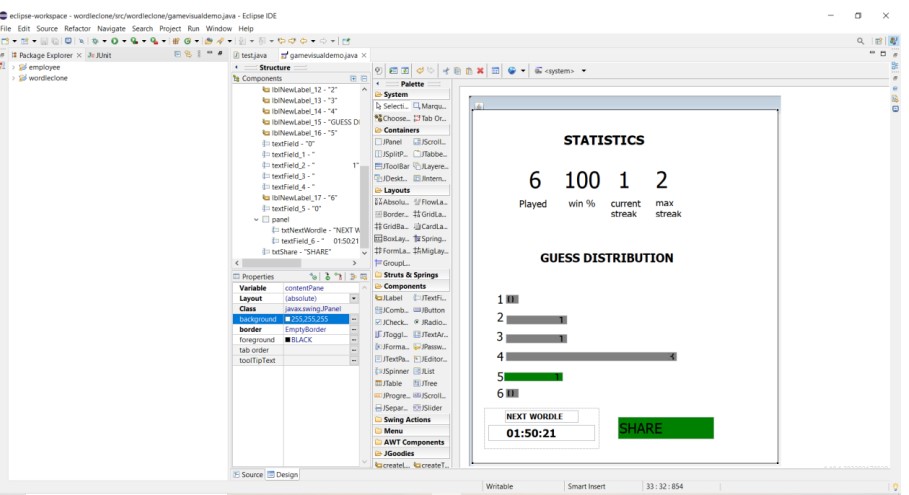 eclipse-workspace - wordleclone/src/wordleclone/gamevisualdemo.java - Eclipse IDE
File Edit Source Refactor Navigate Search Project Run Window Help
Package Explorer × JUnit
employee
wordleclone
test.java gamevisualdemo.java ×
Structure
Components
lblNewLabel_12 - "2"
lblNewLabel_13 - "3"
lblNewLabel_14 - "4"
lblNewLabel_15 - "GUESS DI
lblNewLabel_16 - "5"
textField - "0"
textField_1 - "
textField_2 - " 1"
textField_3 - "
textField_4 - "
lblNewLabel_17 - "6"
textField_5 - "0"
panel
txtNextWordle - "NEXT W
textField_6 - " 01:50:21
txtShare - "SHARE"
Properties
Variable contentPane
Layout (absolute)
Class javax.swing.JPanel
background 255,255,255
border EmptyBorder
foreground BLACK
tab order
toolTipText
Source Design
<system>
Palette
System
Selecti... Marqu...
Choose... Tab Or...
Containers
JPanel JScroll...
JSplitP... JTabbe...
JToolBar JLayere...
JDeskt... JIntern...
Layouts
Absolu... FlowLa...
Border... GridLa...
GridBa... CardLa...
BoxLay... Spring...
FormLa... MigLay...
GroupL...
Struts & Springs
Components
JLabel JTextFi...
JComb... JButton
JCheck... JRadio...
JToggl... JTextAr...
JForma... JPassw...
JTextPa... JEditor...
JSpinner JList
JTable JTree
JProgre... JScroll...
JSepar... JSlider
Swing Actions
Menu
AWT Components
JGoodies
createL... createT...
STATISTICS
6 100 1 2
Played win % current streak max streak
GUESS DISTRIBUTION
1
2 1
3 1
4
5 1
6
NEXT WORDLE
01:50:21
SHARE
Writable Smart Insert 33 : 32 : 854